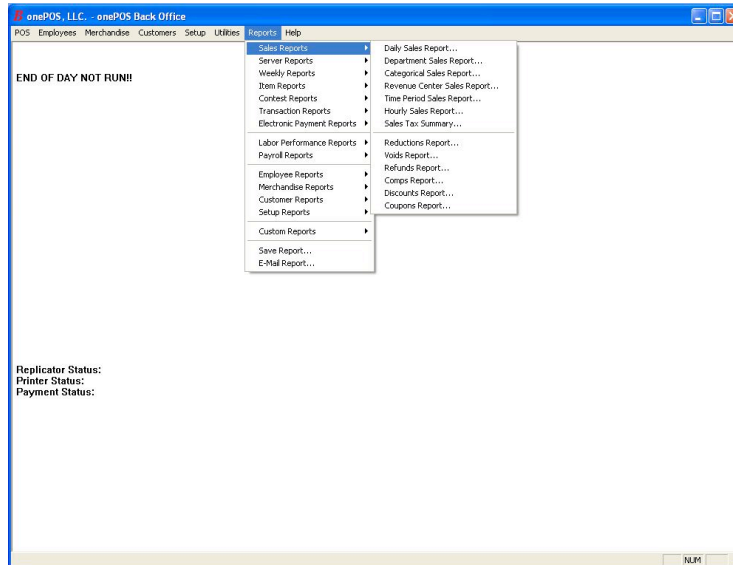 onePOS, LLC. - onePOS Back Office
POS Employees Merchandise Customers Setup Utilities Reports Help
END OF DAY NOT RUN!!
Sales Reports
Server Reports
Weekly Reports
Item Reports
Contest Reports
Transaction Reports
Electronic Payment Reports
Labor Performance Reports
Payroll Reports
Employee Reports
Merchandise Reports
Customer Reports
Setup Reports
Custom Reports
Save Report...
E-Mail Report...
Daily Sales Report...
Department Sales Report...
Categorical Sales Report...
Revenue Center Sales Report...
Time Period Sales Report...
Hourly Sales Report...
Sales Tax Summary...
Reductions Report...
Voids Report...
Refunds Report...
Comps Report...
Discounts Report...
Coupons Report...
Replicator Status:
Printer Status:
Payment Status:
NUM